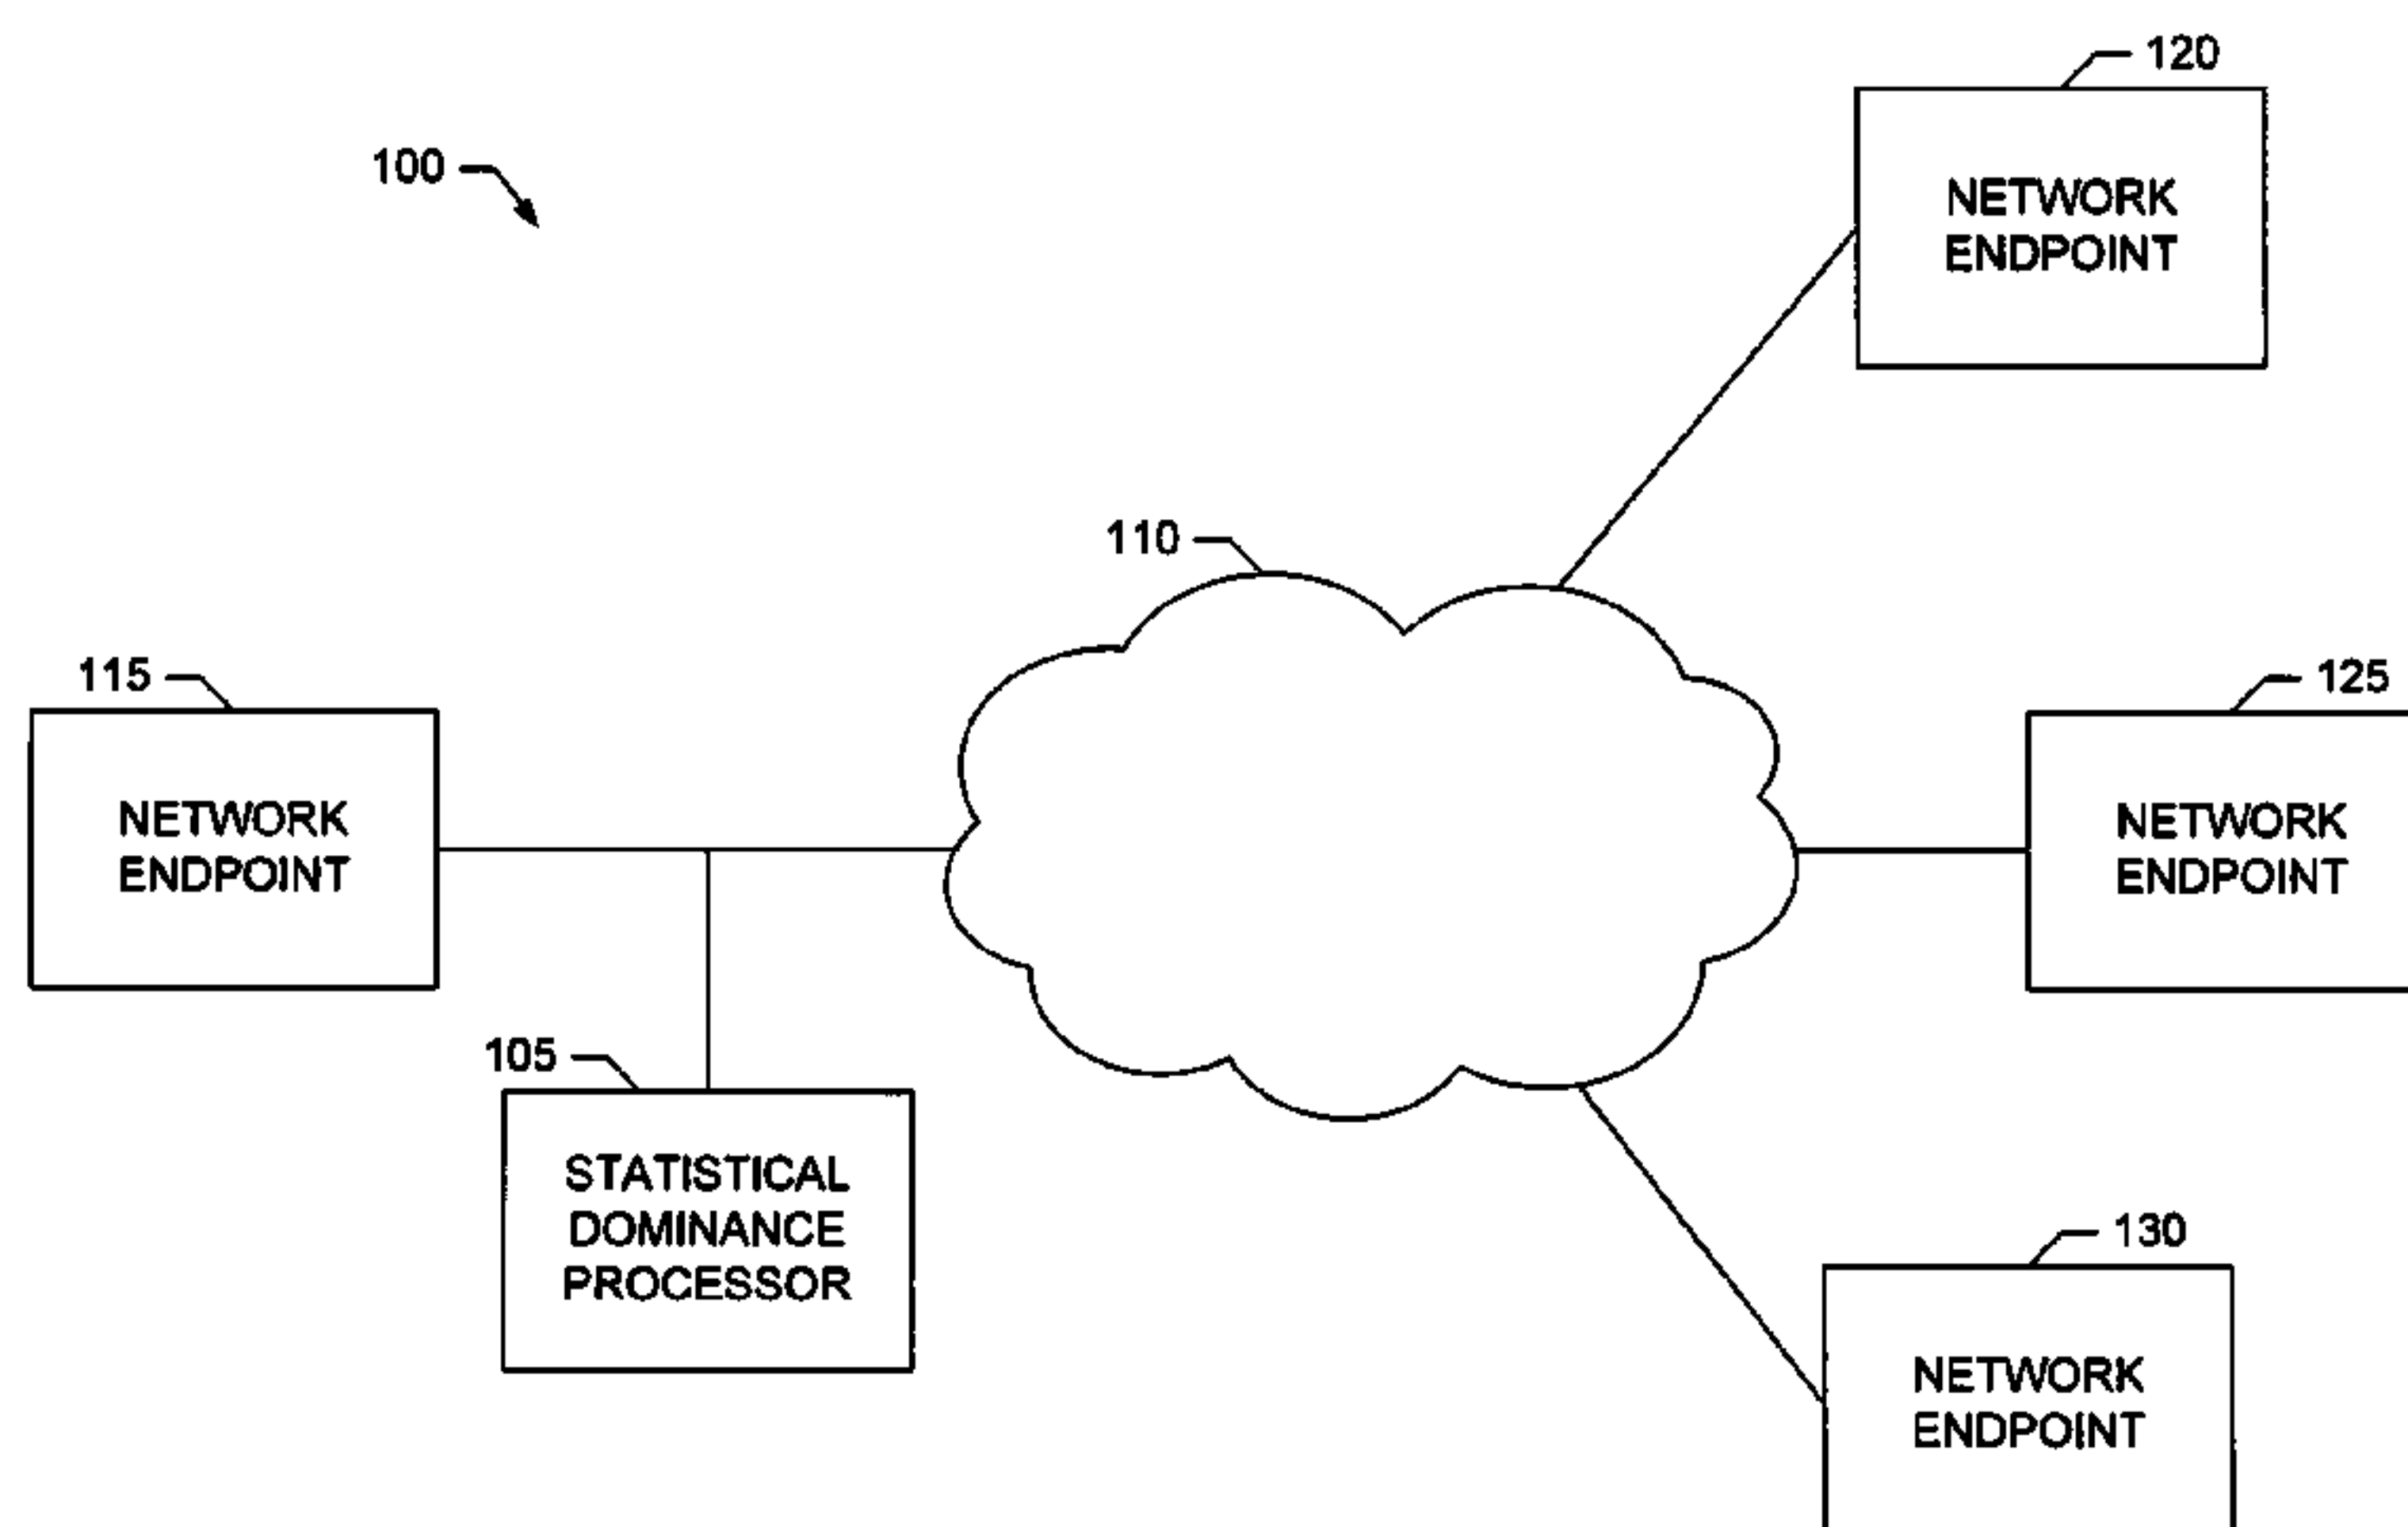 120
100
NETWORK
ENDPOINT
110
115
125
NETWORK
ENDPOINT
NETWORK
ENDPOINT
105
STATISTICAL
DOMINANCE
PROCESSOR
130
NETWORK
ENDPOINT